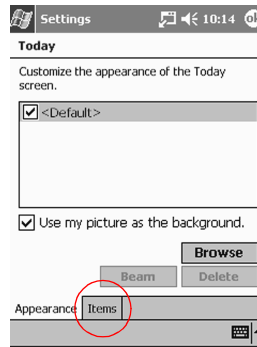 Settings 10:14 ok
Today
Customize the appearance of the Today
screen.
<Default>
Use my picture as the background.
Browse
Beam Delete
Appearance Items